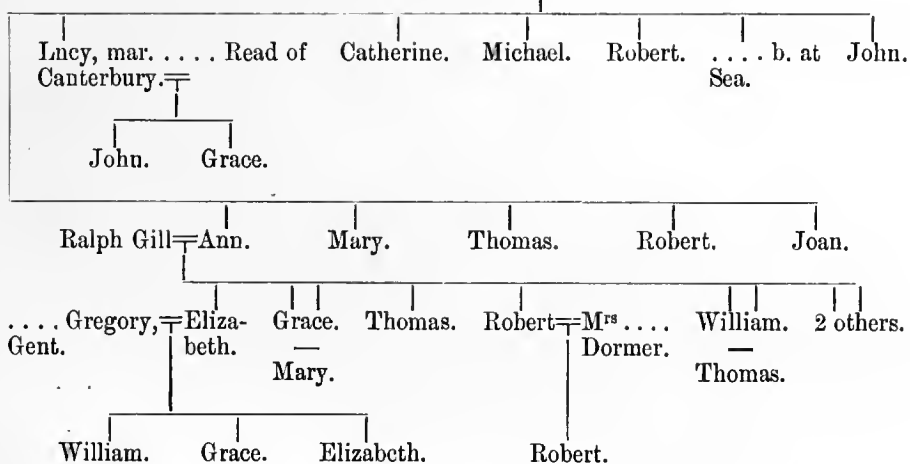 Lucy, mar. . . . . Read of Catherine. Michael. Robert. . . . . b. at John.
Canterbury. Sea.
John. Grace.
Ralph Gill Ann. Mary. Thomas. Robert. Joan.
. . . . Gregory, Eliza- Grace. Thomas. Robert Mrs . . . . William. 2 others.
Gent. beth. — Dormer. —
Mary. Thomas.
William. Grace. Elizabeth. Robert.